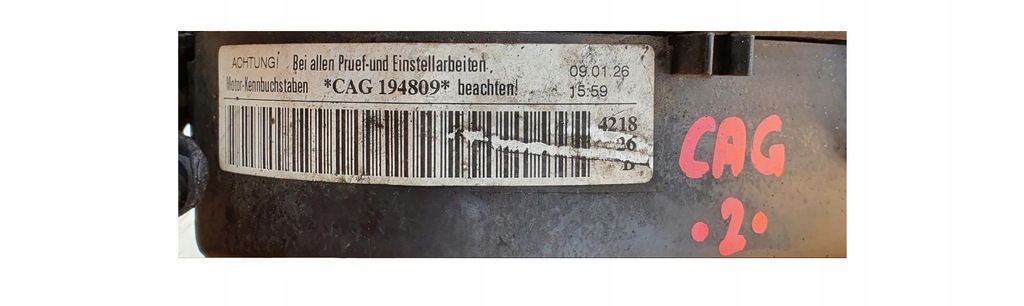 ACHTUNG! Bei allen Pruef-und Einstellarbeiten
09.01.26
Motor-Kennbuchstaben *CAG 194809* beachten!
15:59
4218
26
D
CAG
.2.